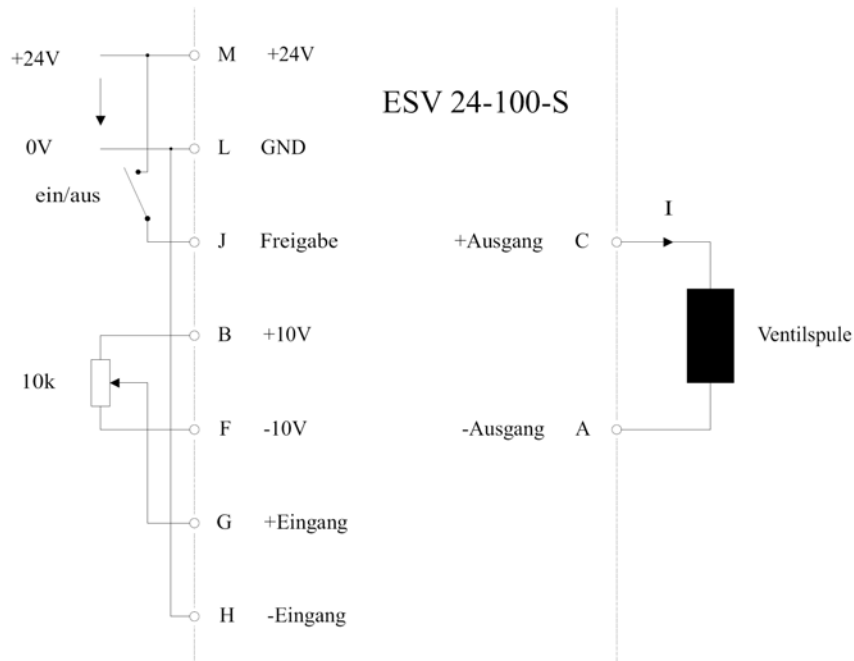 +24V
M +24V
ESV 24-100-S
0V
L GND
ein/aus
I
J Freigabe
+Ausgang C
B +10V
Ventilspule
10k
F -10V
-Ausgang A
G +Eingang
H -Eingang